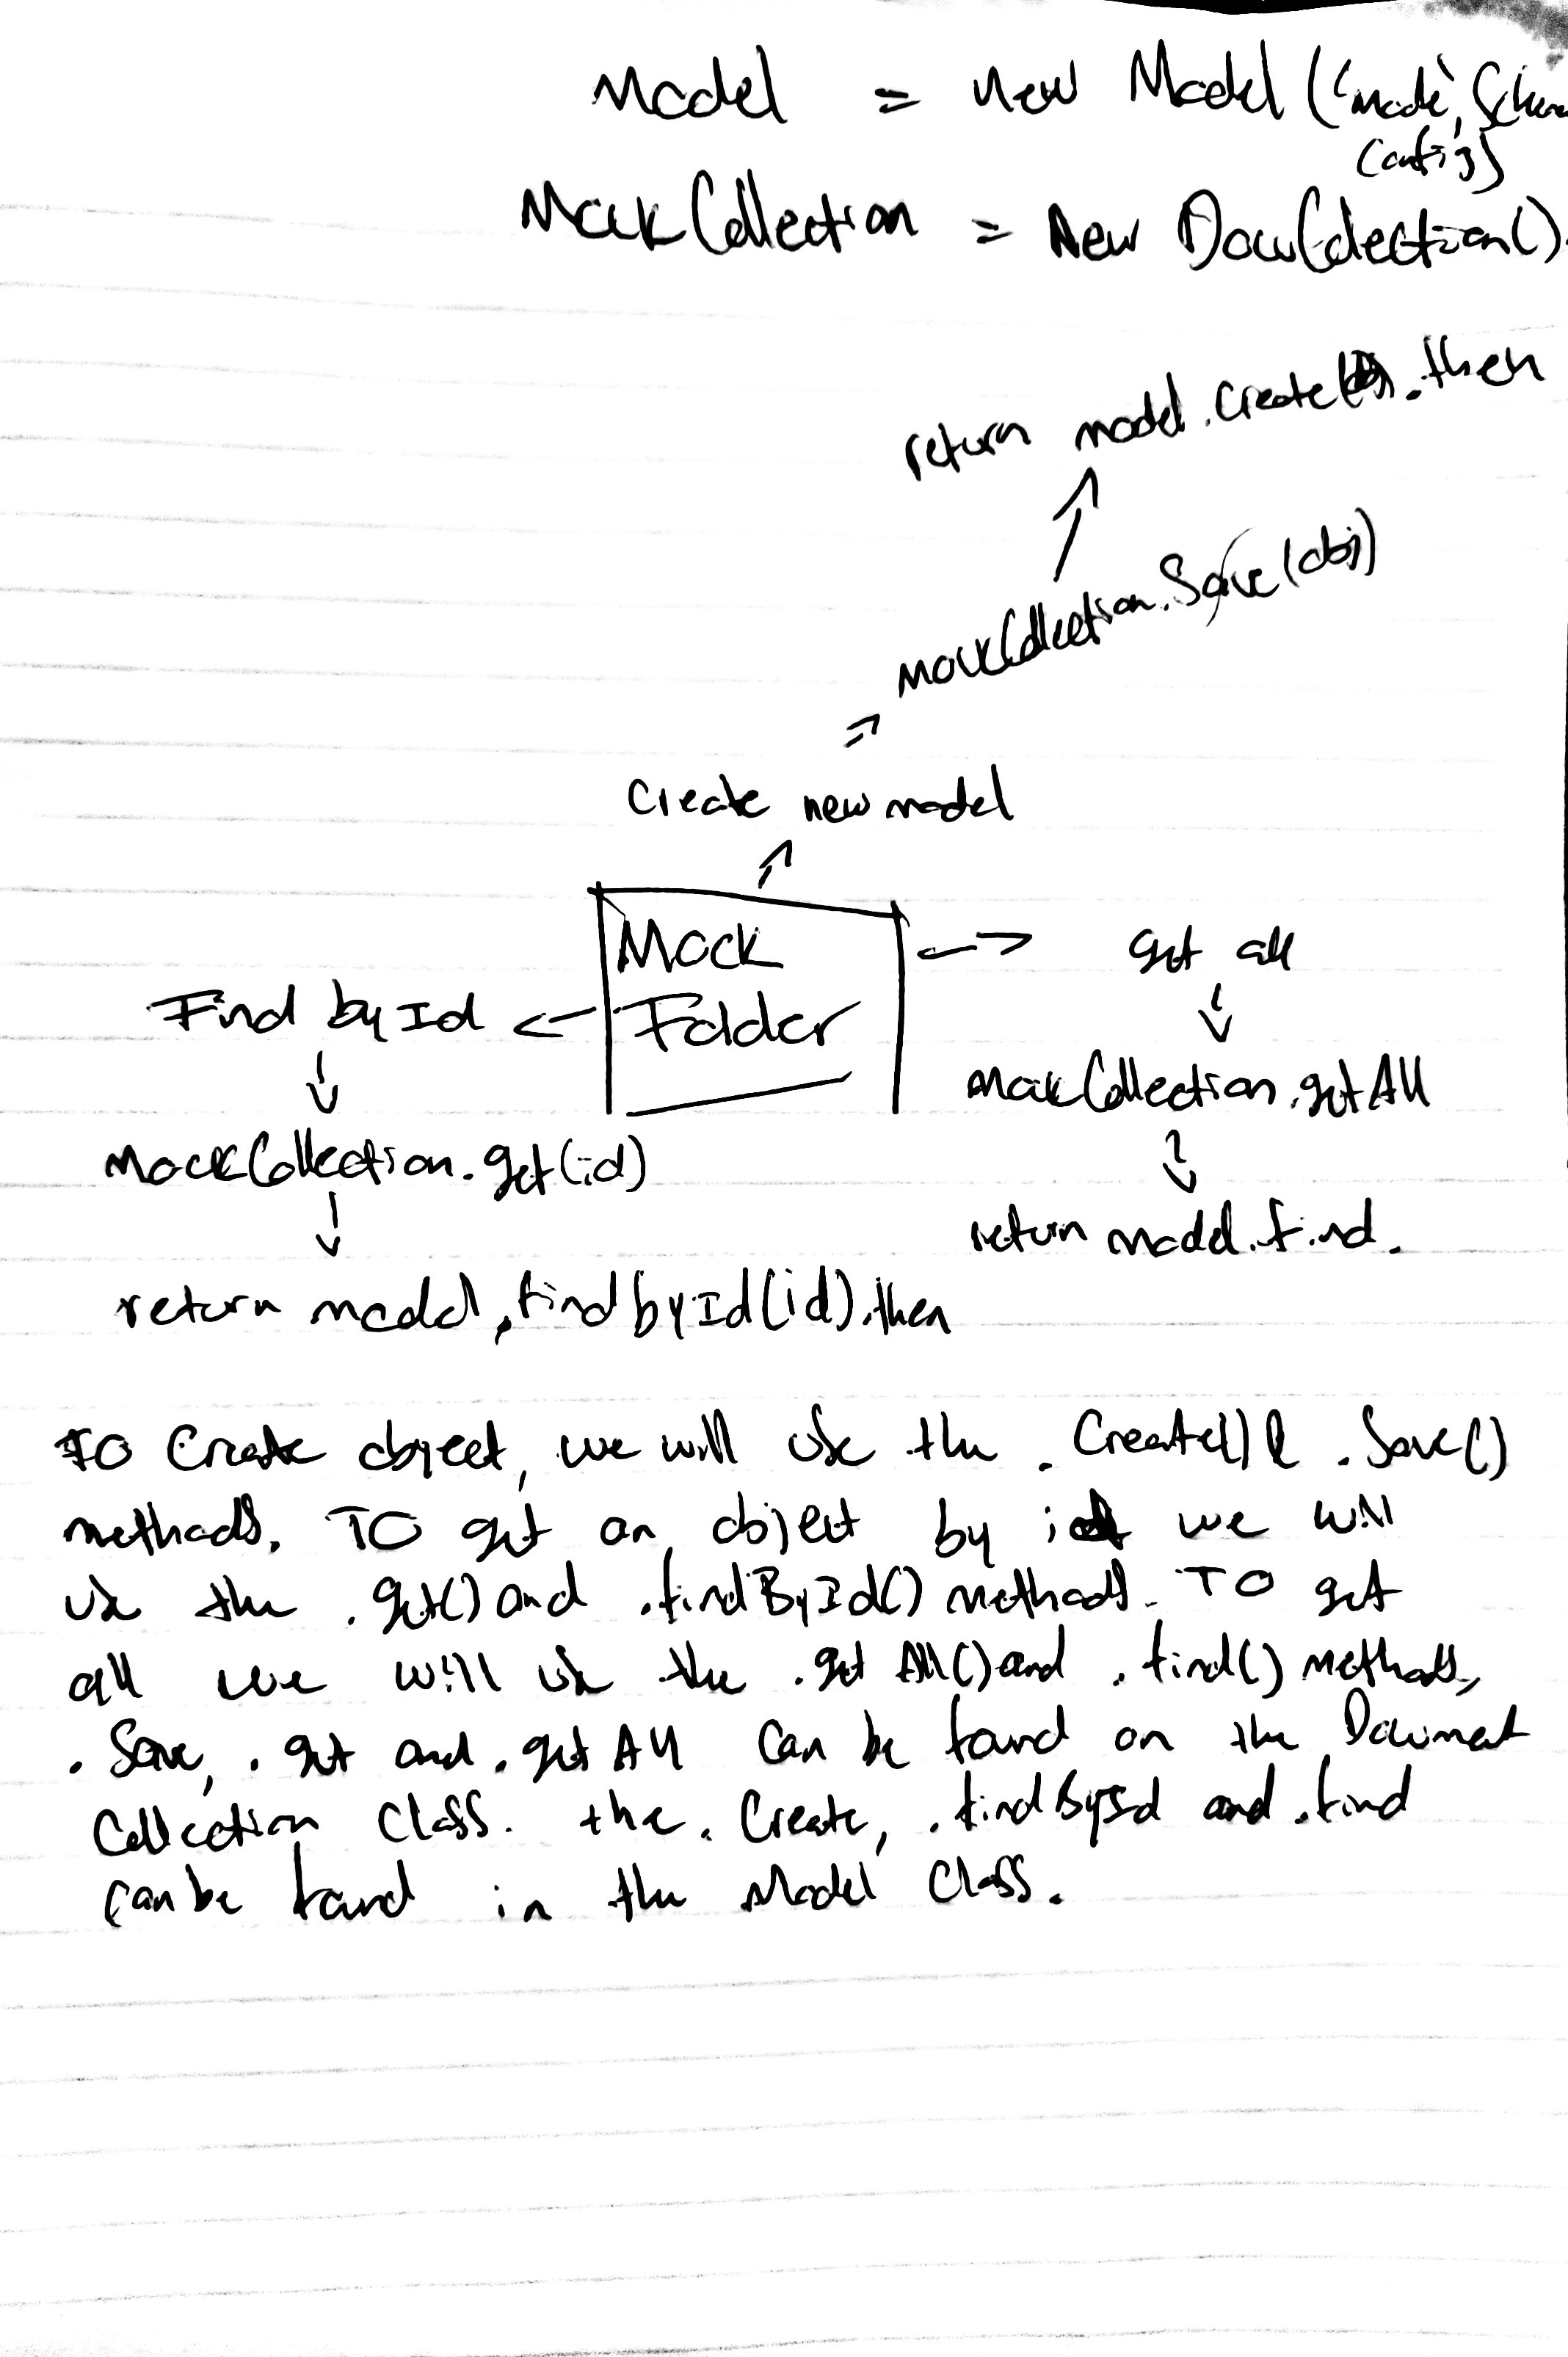 Model = new Model('mode',Schem
Config)
MockCollection = New DocuCollection().
return model.create().then
mockCollection.Save(obj)
Create new model
Mock
Folder
get all
Find by Id
mockCollection.getAll
MockCollection.get(id)
return model.find.
return model.findbyId(id).then
TO Create object, we will use the .Create() & .Save()
methods. TO get an object by id we will
use the .get() and .findById() methods. TO get
all we will use the .getAll() and .find() methods,
.Save, .get and .getAll Can be found on the Document
Collection Class. the .Create, .findById and .find
can be found in the Model Class.